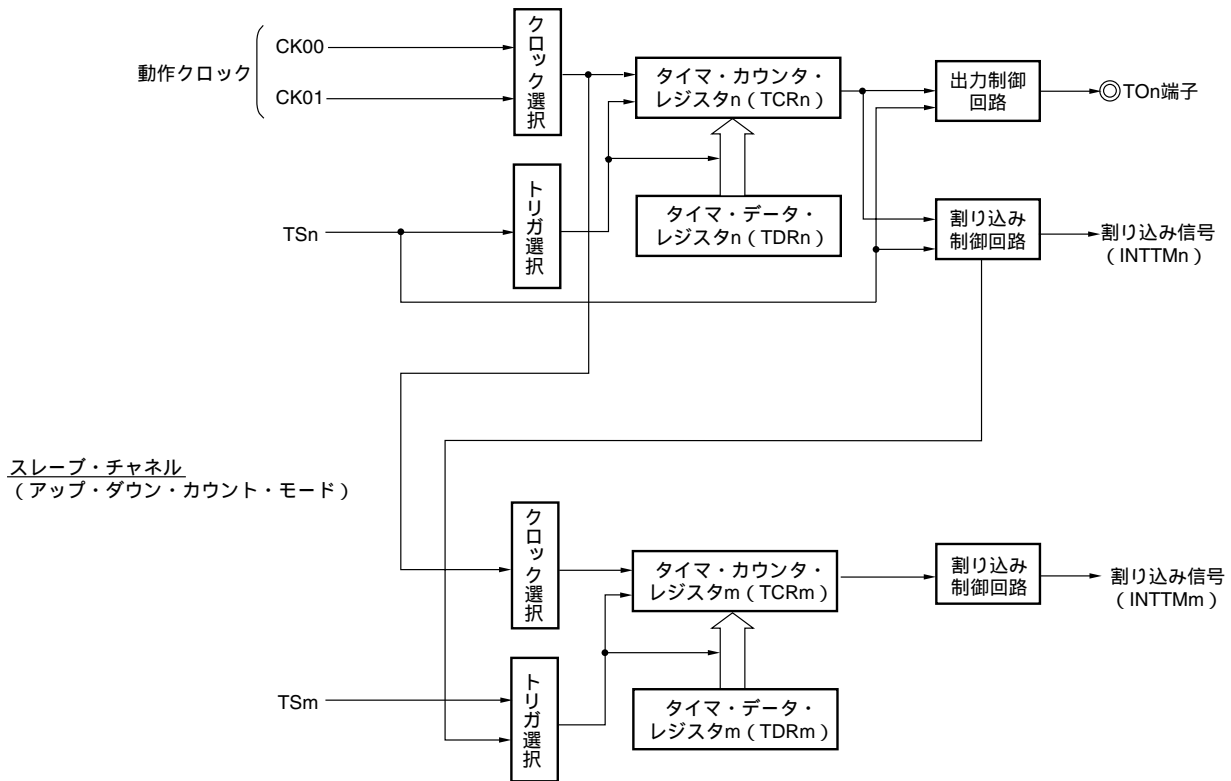 動作クロック
CK00
CK01
クロック選択
タイマ・カウンタ・
レジスタn（TCRn）
出力制御
回路
TOn端子
TSn
トリガ選択
タイマ・データ・
レジスタn（TDRn）
割り込み
制御回路
割り込み信号
（INTTMn）
スレーブ・チャネル
（アップ・ダウン・カウント・モード）
クロック選択
タイマ・カウンタ・
レジスタm（TCRm）
割り込み
制御回路
割り込み信号
（INTTMm）
TSm
トリガ選択
タイマ・データ・
レジスタm（TDRm）